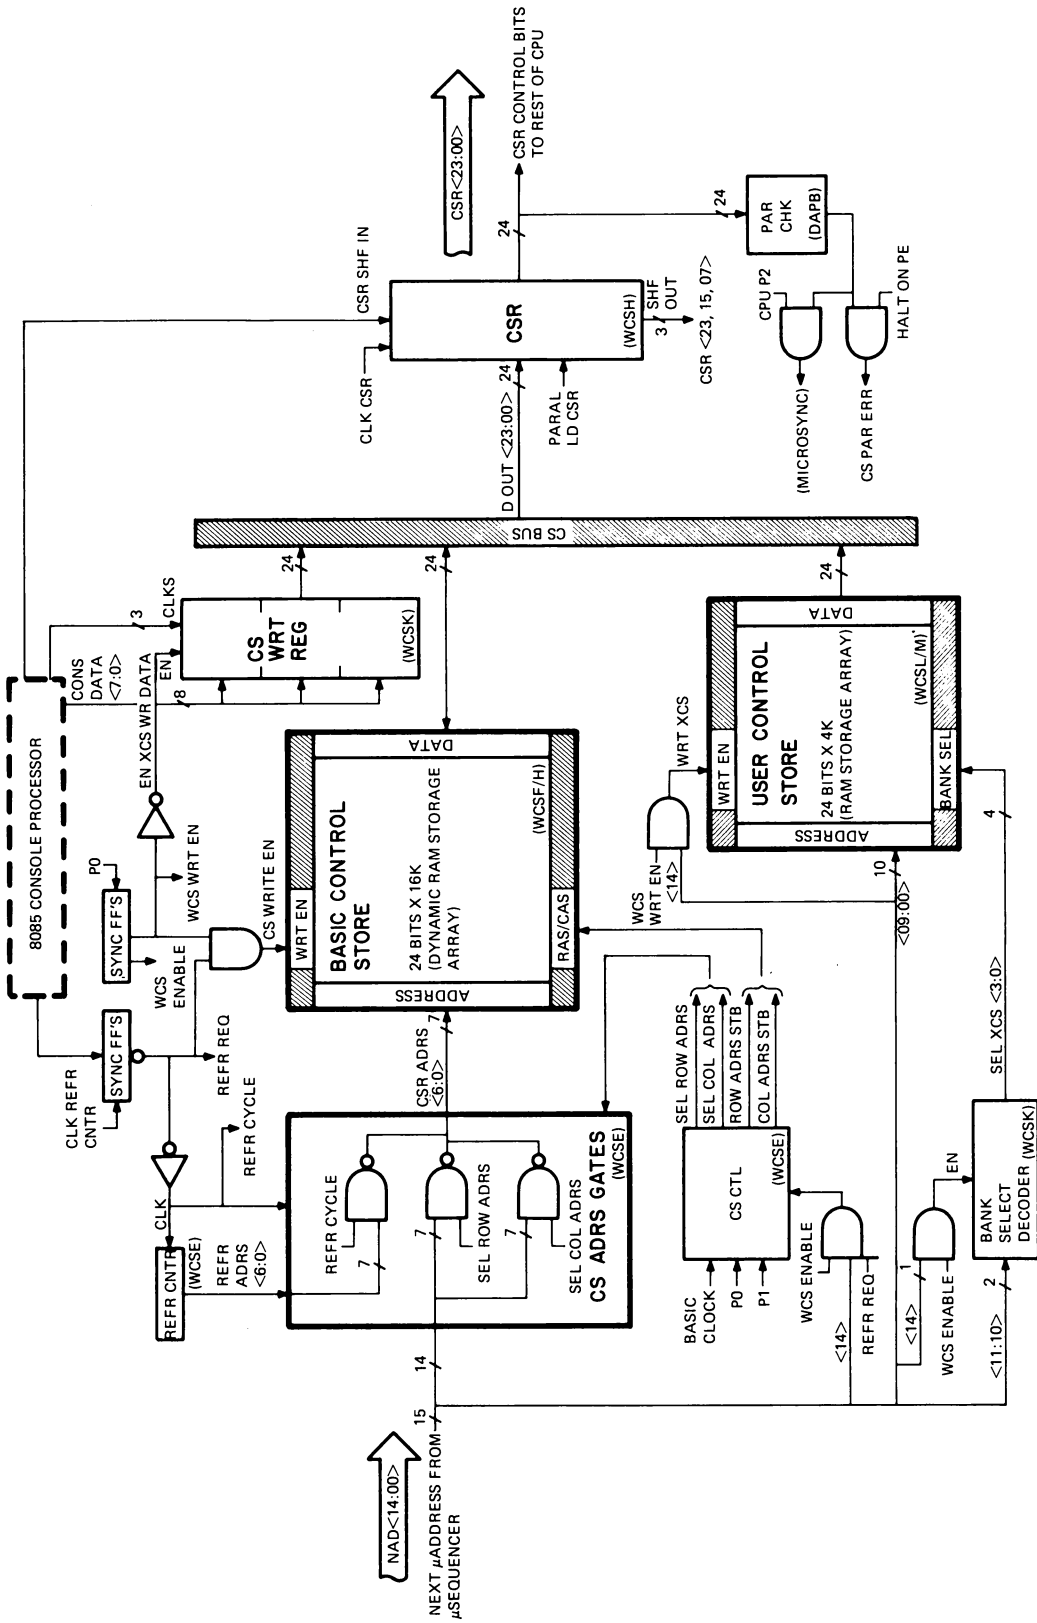 8085 CONSOLE PROCESSOR
CLK REFR
CNTR
SYNC FF'S
P0
SYNC FF'S
WCS
ENABLE
WCS WRT EN
EN XCS WR DATA
CONS
DATA
<7:0>
3
CLKS
EN
8
CS
WRT
REG
(WCSK)
24
CSR SHF IN
CLK CSR
REFR REQ
REFR CYCLE
CLK
REFR CNTR
(WCSE)
REFR
ADRS
<6:0>
CS WRITE EN
NAD<14:00>
NEXT µADDRESS FROM
µSEQUENCER
15
14
REFR CYCLE
7
SEL ROW ADRS
7
SEL COL ADRS
7
CS ADRS GATES
(WCSE)
CSR ADRS
<6:0>
7
WRT EN
ADDRESS
BASIC CONTROL
STORE
24 BITS X 16K
(DYNAMIC RAM STORAGE
ARRAY)
DATA
(WCSF/H)
RAS/CAS
24
CS BUS
D OUT <23:00>
24
PARAL
LD CSR
CSR
(WCSH)
3
SHF
OUT
CSR <23, 15, 07>
24
CSR<23:00>
CSR CONTROL BITS
TO REST OF CPU
24
PAR
CHK
(DAPB)
CPU P2
(MICROSYNC)
CS PAR ERR
HALT ON PE
BASIC
CLOCK
P0
P1
CS CTL
(WCSE)
SEL ROW ADRS
SEL COL ADRS
ROW ADRS STB
COL ADRS STB
WCS ENABLE
<14>
REFR REQ
WCS
WRT EN
<14>
WRT XCS
10
<09:00>
WRT EN
ADDRESS
USER CONTROL
STORE
24 BITS X 4K
(RAM STORAGE ARRAY)
DATA
(WCSL/M)*
BANK SEL
24
<14>
1
WCS ENABLE
EN
<11:10>
2
BANK
SELECT
DECODER
(WCSK)
SEL XCS <3:0>
4